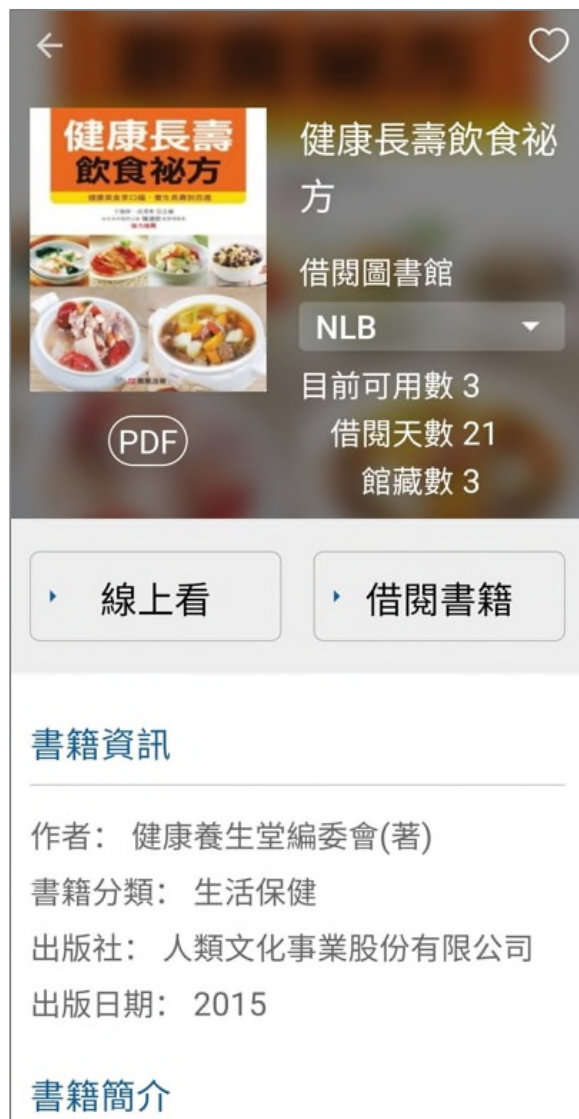 健康長壽
飲食祕方
健康長壽飲食祕
方
借閱圖書館
NLB
目前可用數 3
借閱天數 21
館藏數 3
PDF
線上看
借閱書籍
書籍資訊
作者： 健康養生堂編委會(著)
書籍分類： 生活保健
出版社： 人類文化事業股份有限公司
出版日期： 2015
書籍簡介